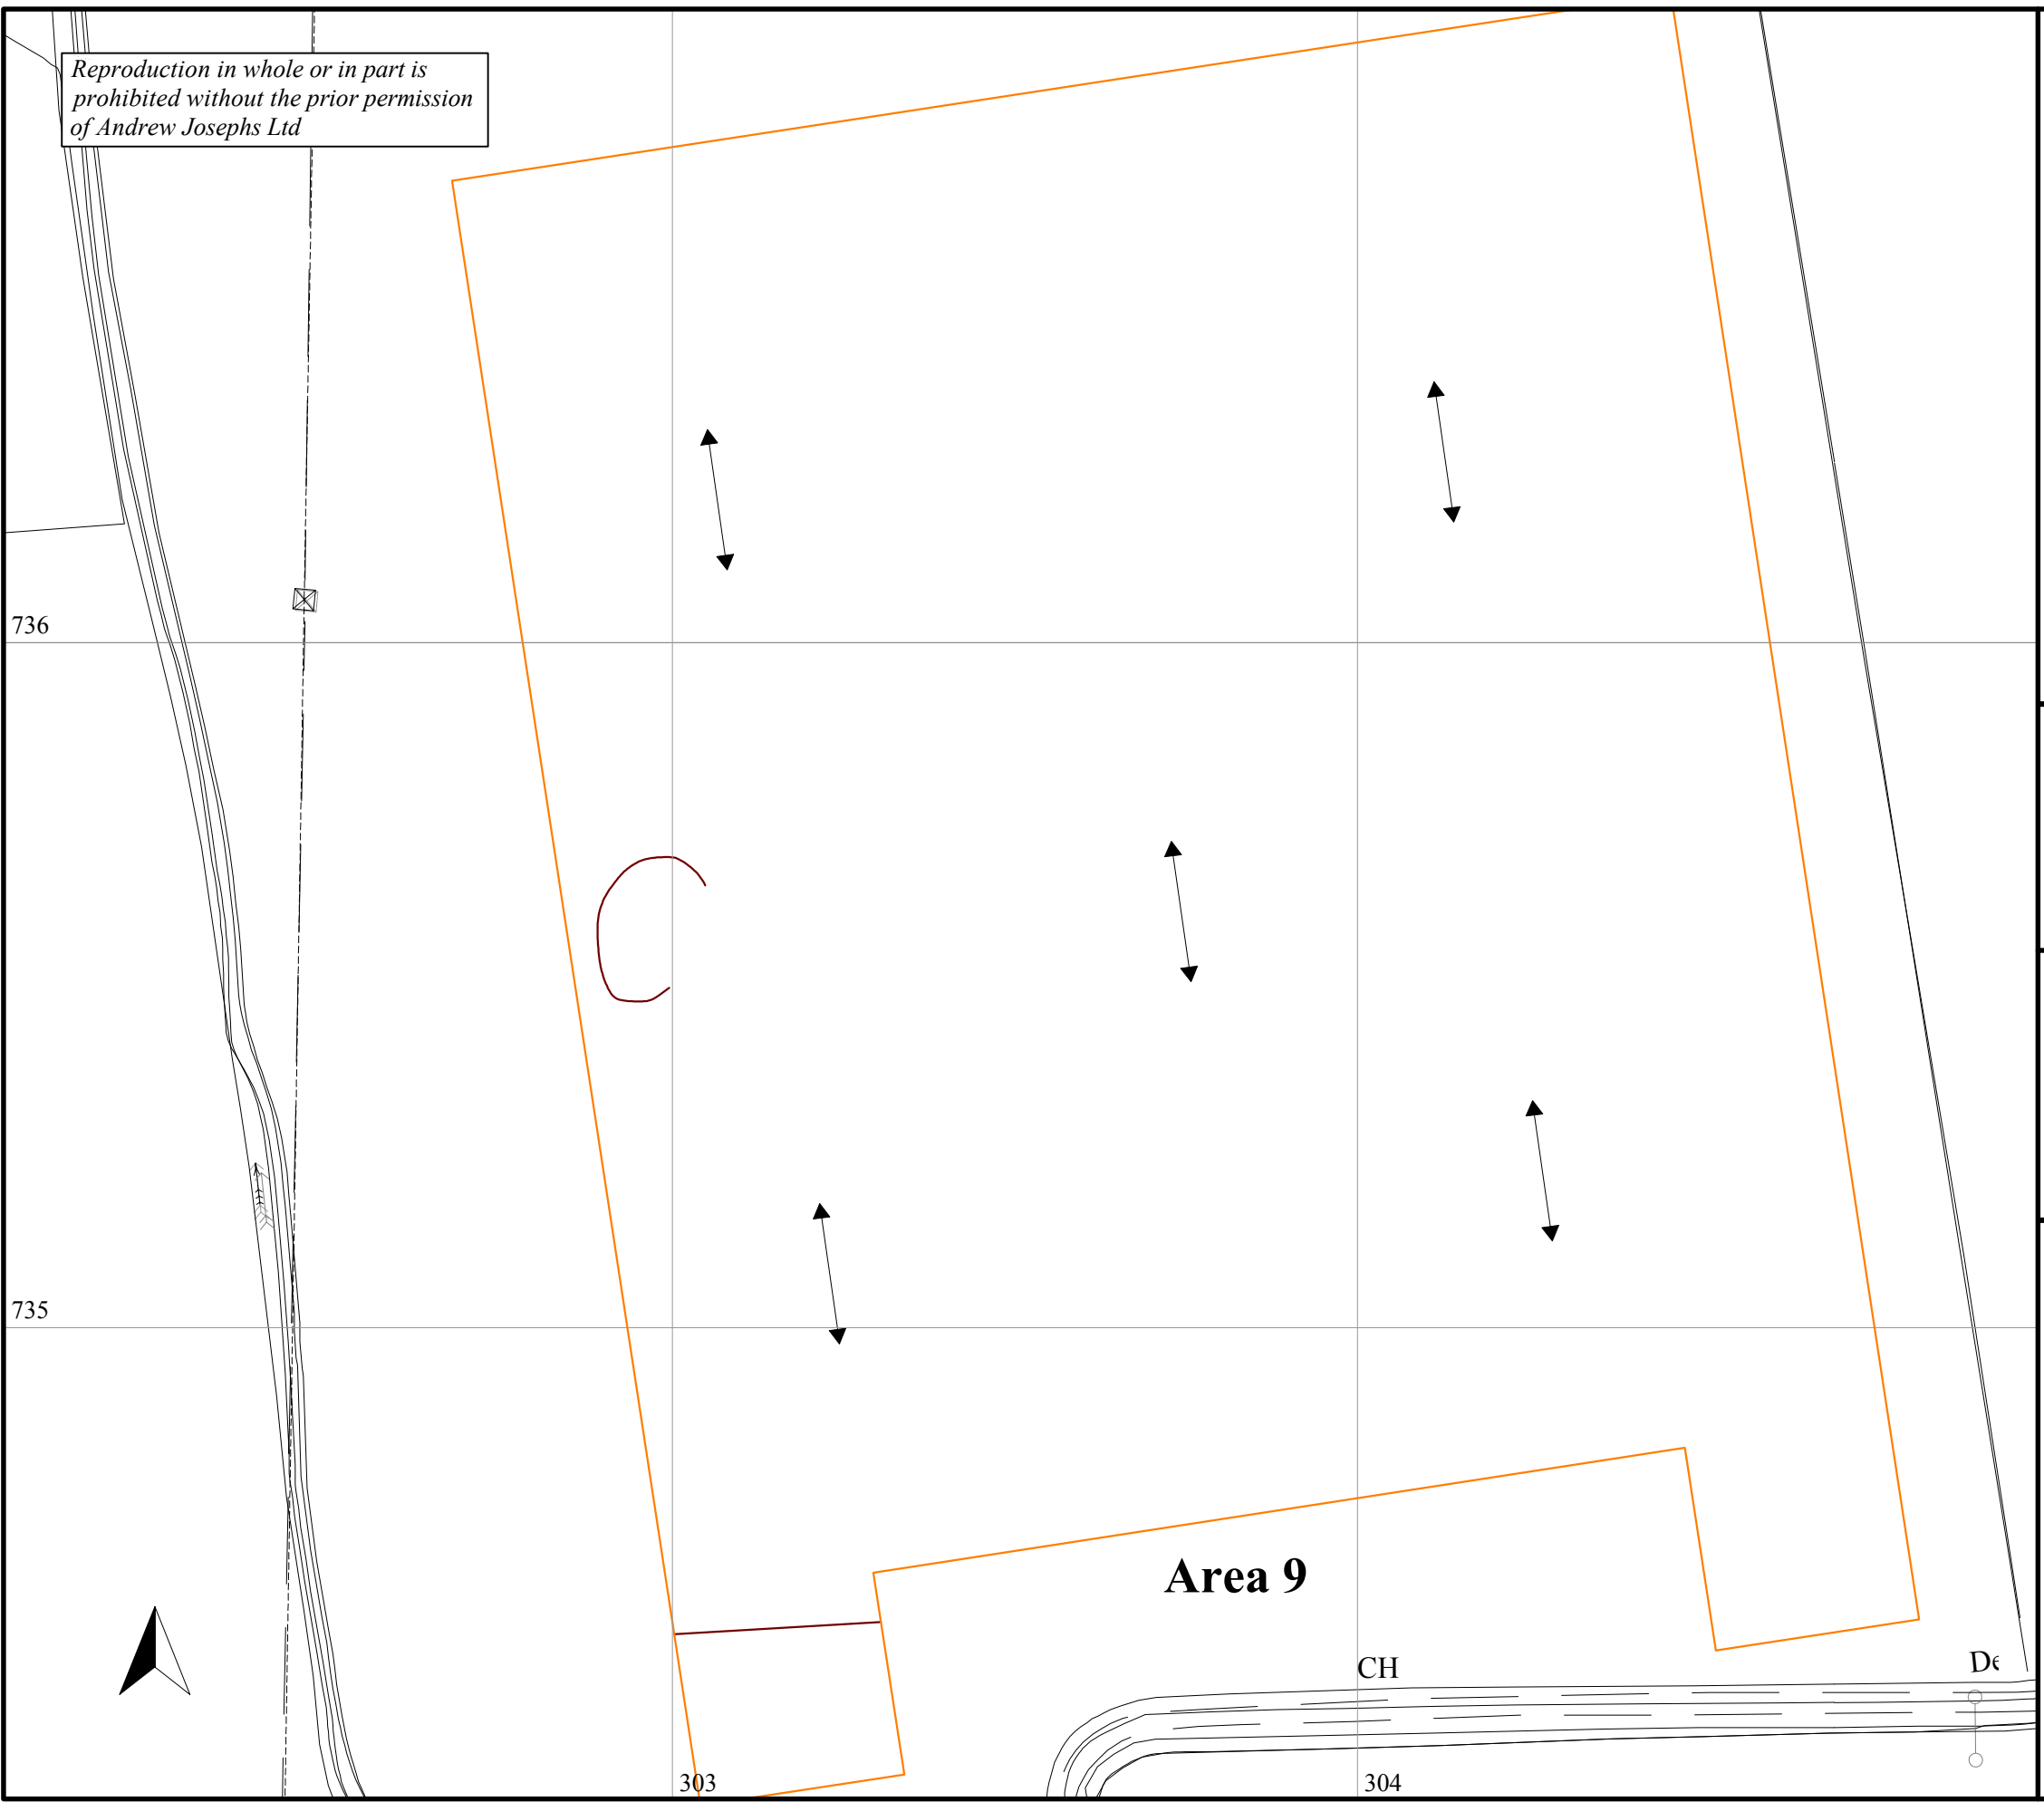 Reproduction in whole or in part is
prohibited without the prior permission
of Andrew Josephs Ltd
736
735
Area 9
CH
303
304